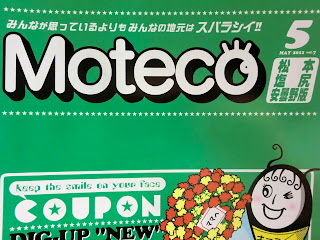 みんなが思っているよりもみんなの地元はスバラシイ!!
Moteco
5
松本
塩尻
安曇野版
keep the smile on your face
COUPON
DIG-UP "NEW"